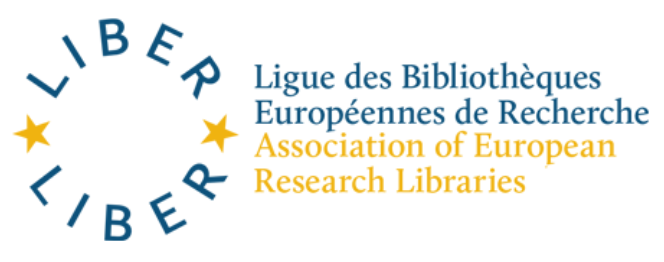 LIBER
LIBER
Ligue des Bibliothèques
Européennes de Recherche
Association of European
Research Libraries